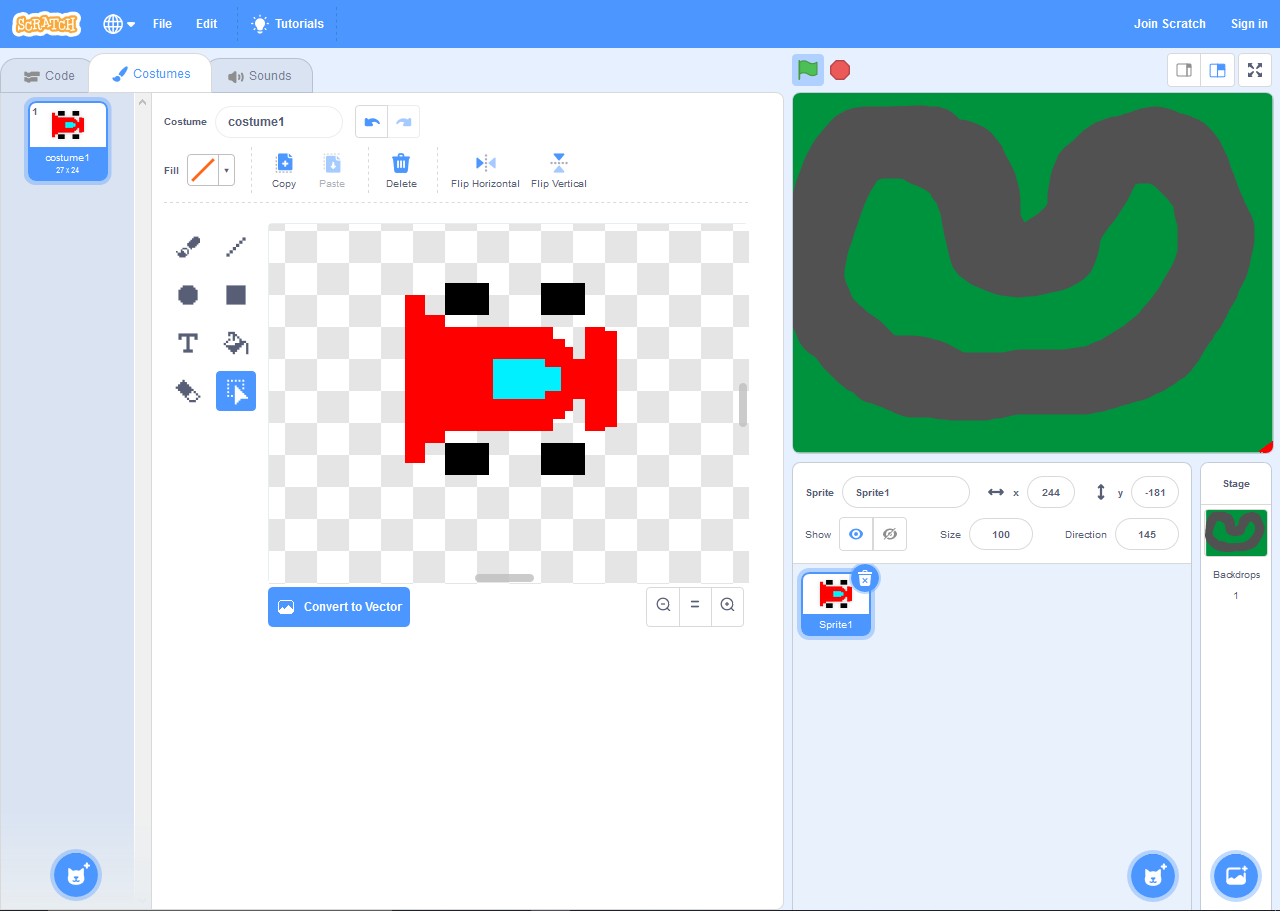 SCRATCH File Edit Tutorials Join Scratch Sign in
Code Costumes Sounds
1
costume1
27 x 24
Costume costume1
Fill Copy Paste Delete Flip Horizontal Flip Vertical
T
Convert to Vector
Sprite Sprite1 x 244 y -181
Show Size 100 Direction 145
Sprite1
Stage
Backdrops
1